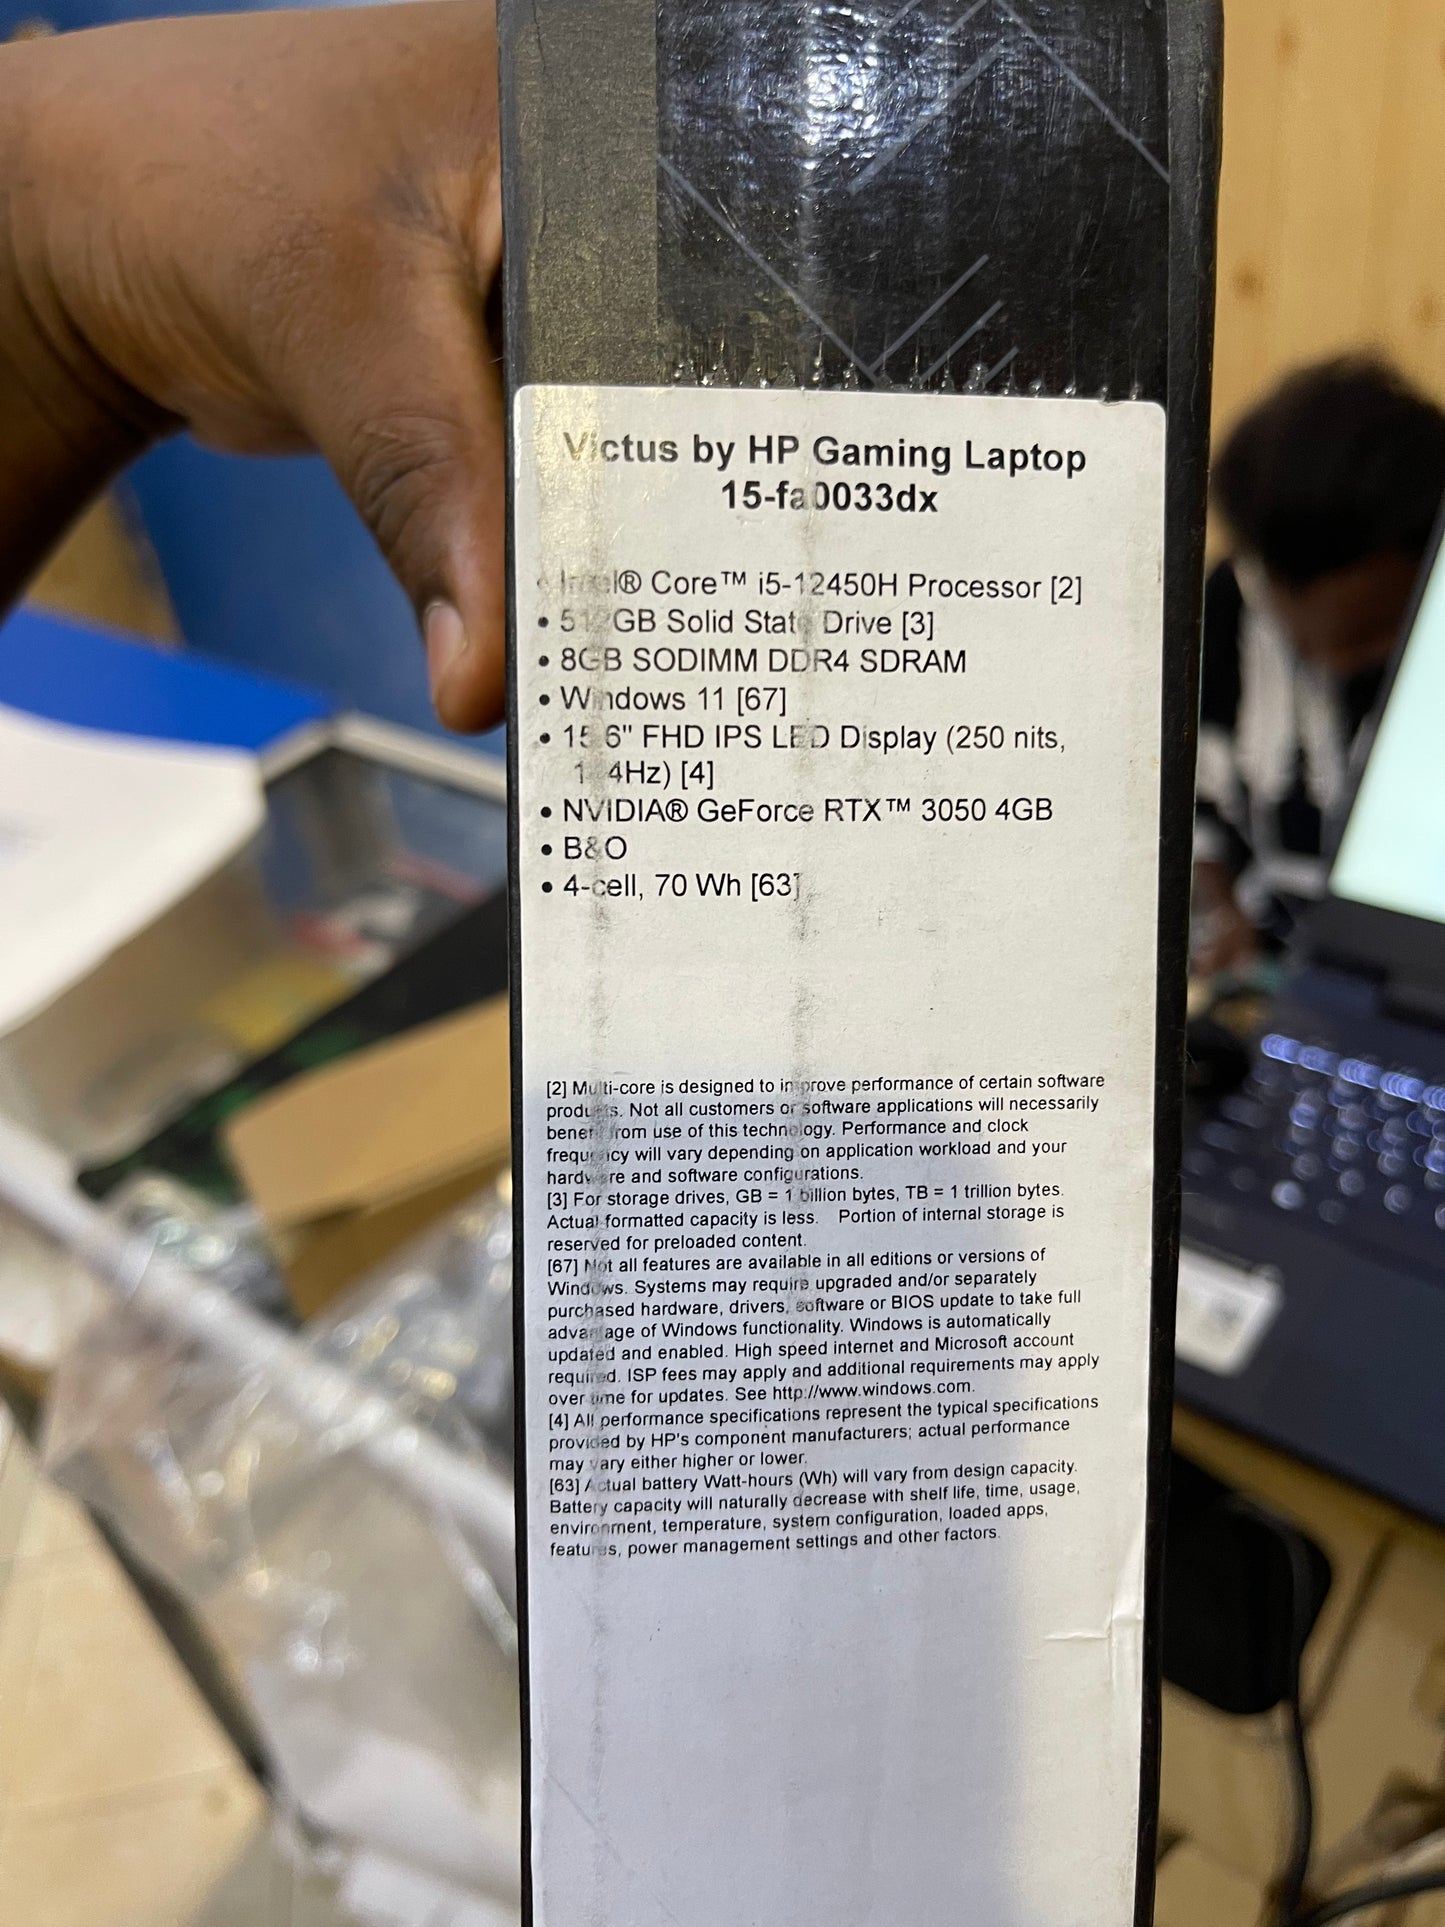 Victus by HP Gaming Laptop
15-fa0033dx
• Intel® Core™ i5-12450H Processor [2]
• 512GB Solid State Drive [3]
• 8GB SODIMM DDR4 SDRAM
• Windows 11 [67]
• 15.6" FHD IPS LED Display (250 nits,
144Hz) [4]
• NVIDIA® GeForce RTX™ 3050 4GB
• B&O
• 4-cell, 70 Wh [63]
[2] Multi-core is designed to improve performance of certain software
products. Not all customers or software applications will necessarily
benefit from use of this technology. Performance and clock
frequency will vary depending on application workload and your
hardware and software configurations.
[3] For storage drives, GB = 1 billion bytes, TB = 1 trillion bytes.
Actual formatted capacity is less. Portion of internal storage is
reserved for preloaded content.
[67] Not all features are available in all editions or versions of
Windows. Systems may require upgraded and/or separately
purchased hardware, drivers, software or BIOS update to take full
advantage of Windows functionality. Windows is automatically
updated and enabled. High speed internet and Microsoft account
required. ISP fees may apply and additional requirements may apply
over time for updates. See http://www.windows.com.
[4] All performance specifications represent the typical specifications
provided by HP's component manufacturers; actual performance
may vary either higher or lower.
[63] Actual battery Watt-hours (Wh) will vary from design capacity.
Battery capacity will naturally decrease with shelf life, time, usage,
environment, temperature, system configuration, loaded apps,
features, power management settings and other factors.